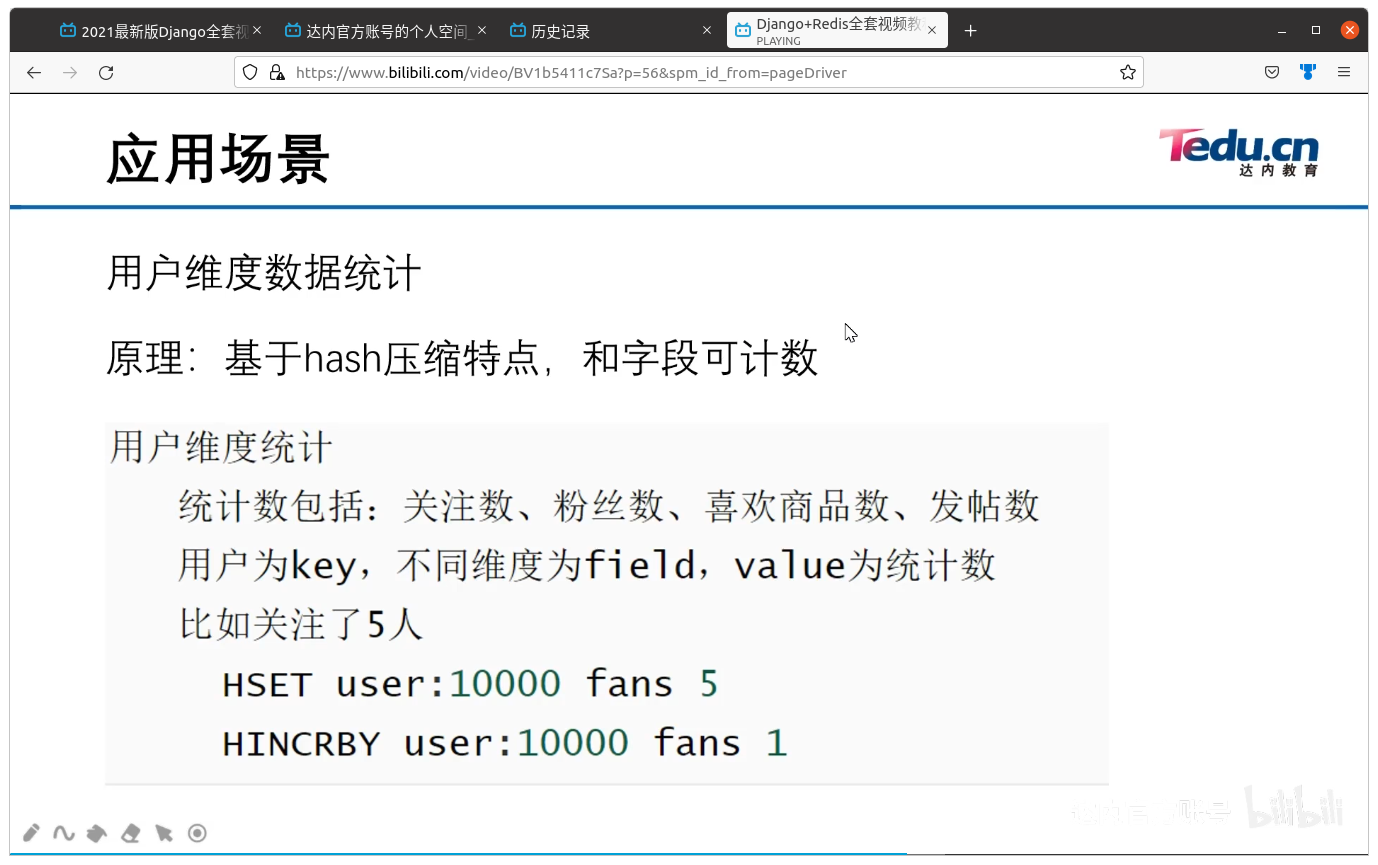 2021最新版Django全套视
达内官方账号的个人空间_
历史记录
Django+Redis全套视频教
PLAYING
https://www.bilibili.com/video/BV1b5411c7Sa?p=56&spm_id_from=pageDriver
应用场景
Tedu.cn
达内教育
用户维度数据统计
原理：基于hash压缩特点，和字段可计数
用户维度统计
统计数包括：关注数、粉丝数、喜欢商品数、发帖数
用户为key，不同维度为field，value为统计数
比如关注了5人
HSET user:10000 fans 5
HINCRBY user:10000 fans 1
bilibili